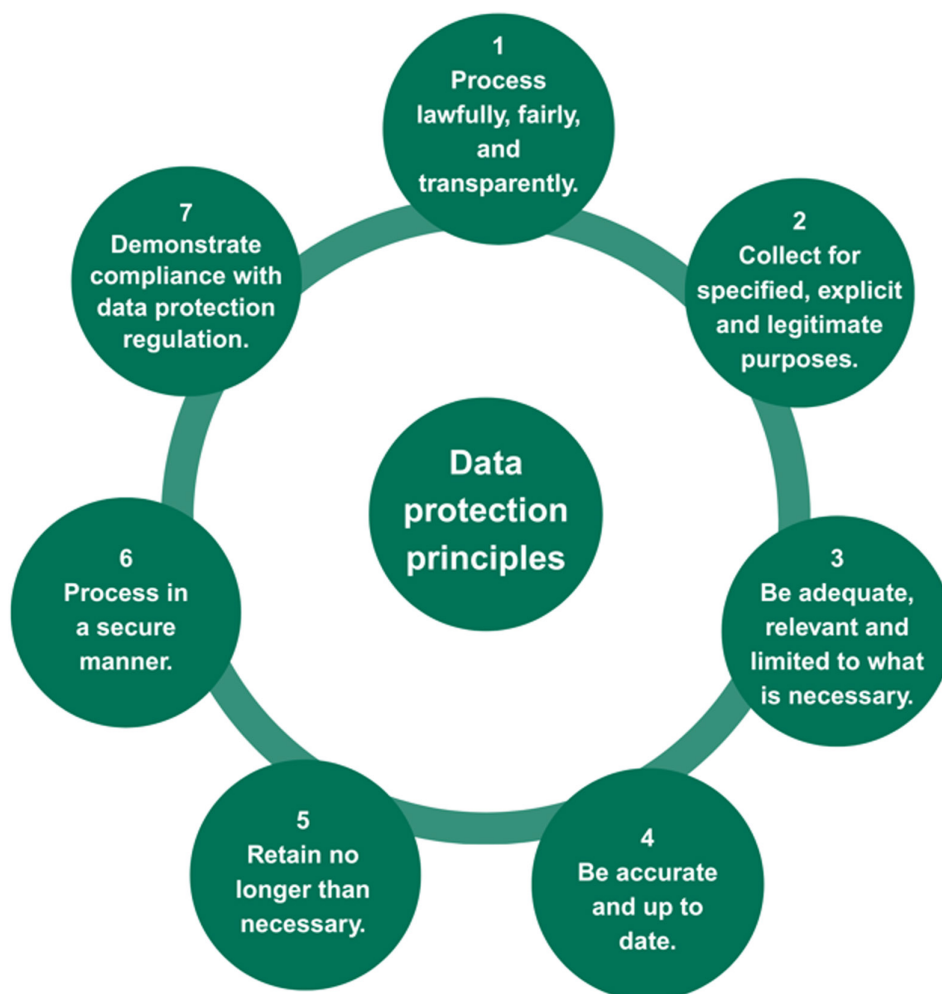 1
Process
lawfully, fairly,
and
transparently.
2
Collect for
specified, explicit
and legitimate
purposes.
3
Be adequate,
relevant and
limited to what
is necessary.
4
Be accurate
and up to
date.
5
Retain no
longer than
necessary.
6
Process in
a secure
manner.
7
Demonstrate
compliance with
data protection
regulation.
Data
protection
principles